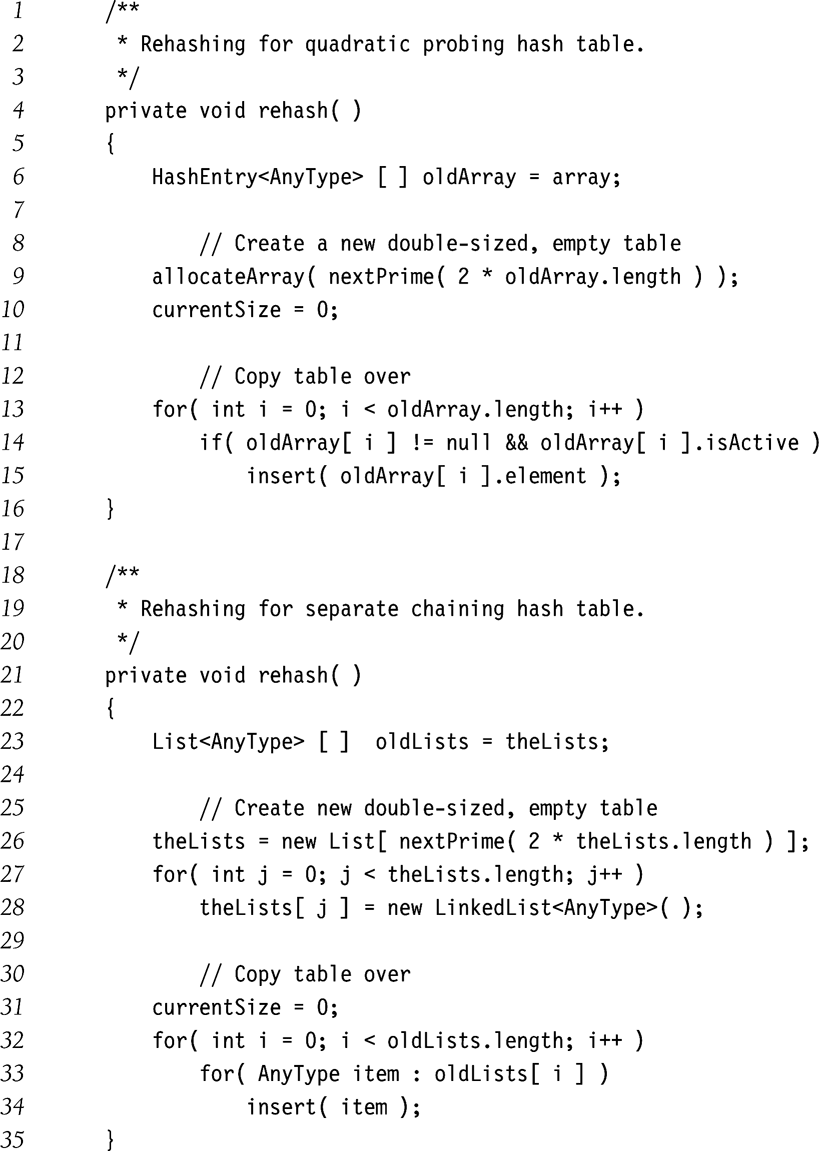 1 /**
2 * Rehashing for quadratic probing hash table.
3 */
4 private void rehash( )
5 {
6 HashEntry<AnyType> [ ] oldArray = array;
7
8 // Create a new double-sized, empty table
9 allocateArray( nextPrime( 2 * oldArray.length ) );
10 currentSize = 0;
11
12 // Copy table over
13 for( int i = 0; i < oldArray.length; i++ )
14 if( oldArray[ i ] != null && oldArray[ i ].isActive )
15 insert( oldArray[ i ].element );
16 }
17
18 /**
19 * Rehashing for separate chaining hash table.
20 */
21 private void rehash( )
22 {
23 List<AnyType> [ ]  oldLists = theLists;
24
25 // Create new double-sized, empty table
26 theLists = new List[ nextPrime( 2 * theLists.length ) ];
27 for( int j = 0; j < theLists.length; j++ )
28 theLists[ j ] = new LinkedList<AnyType>( );
29
30 // Copy table over
31 currentSize = 0;
32 for( int i = 0; i < oldLists.length; i++ )
33 for( AnyType item : oldLists[ i ] )
34 insert( item );
35 }